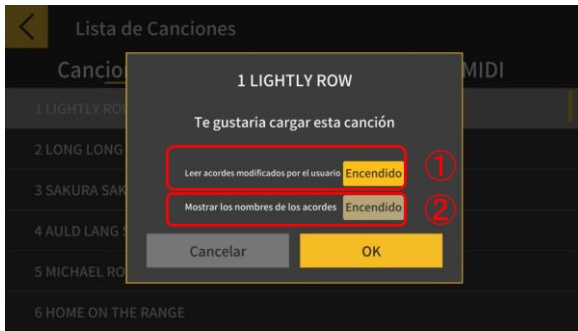 Lista de Canciones
Cancio
MIDI
1 LIGHTLY ROW
Te gustaria cargar esta canción
1 LIGHTLY RO
Leer acordes modificados por el usuario Encendido ①
2 LONG LONG
Mostrar los nombres de los acordes Encendido ②
3 SAKURA SAK
4 AULD LANG S
Cancelar OK
5 MICHAEL RO
6 HOME ON THE RANGE